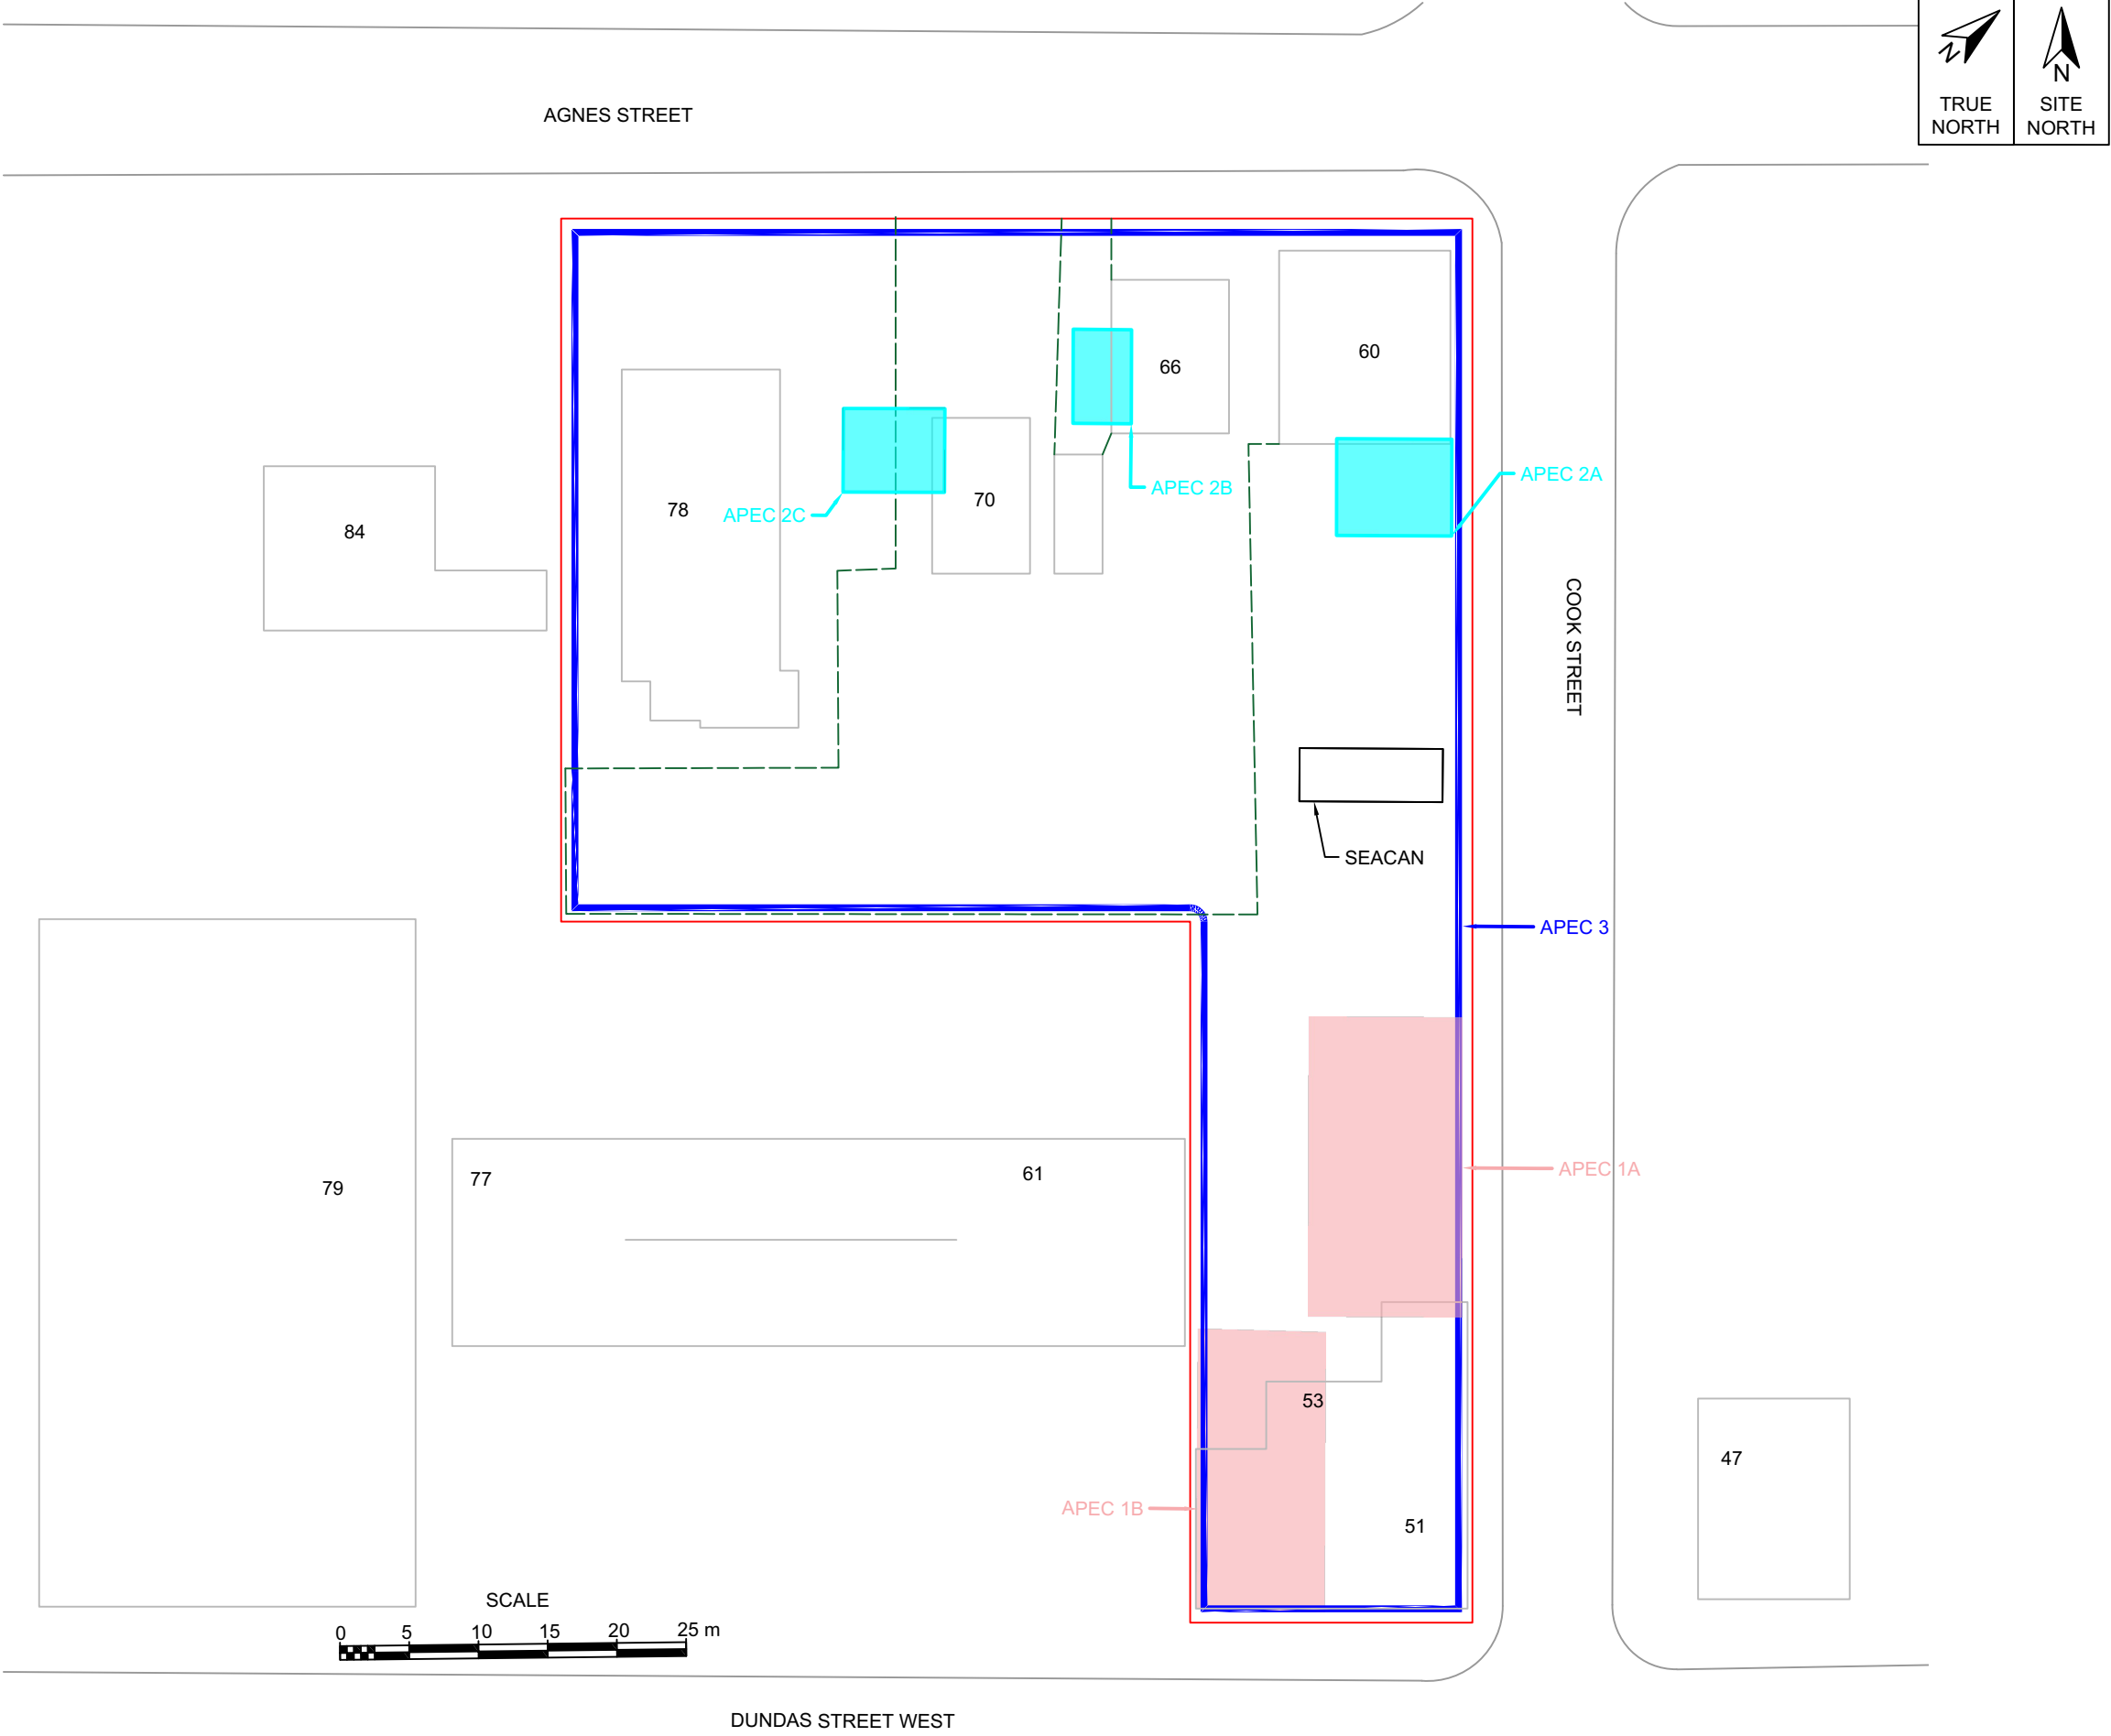 N
N
TRUE
NORTH
SITE
NORTH
AGNES STREET
60
66
APEC 2A
APEC 2B
70
78
APEC 2C
84
COOK STREET
SEACAN
APEC 3
APEC 1A
61
77
79
53
47
APEC 1B
51
SCALE
0 5 10 15 20 25 m
DUNDAS STREET WEST